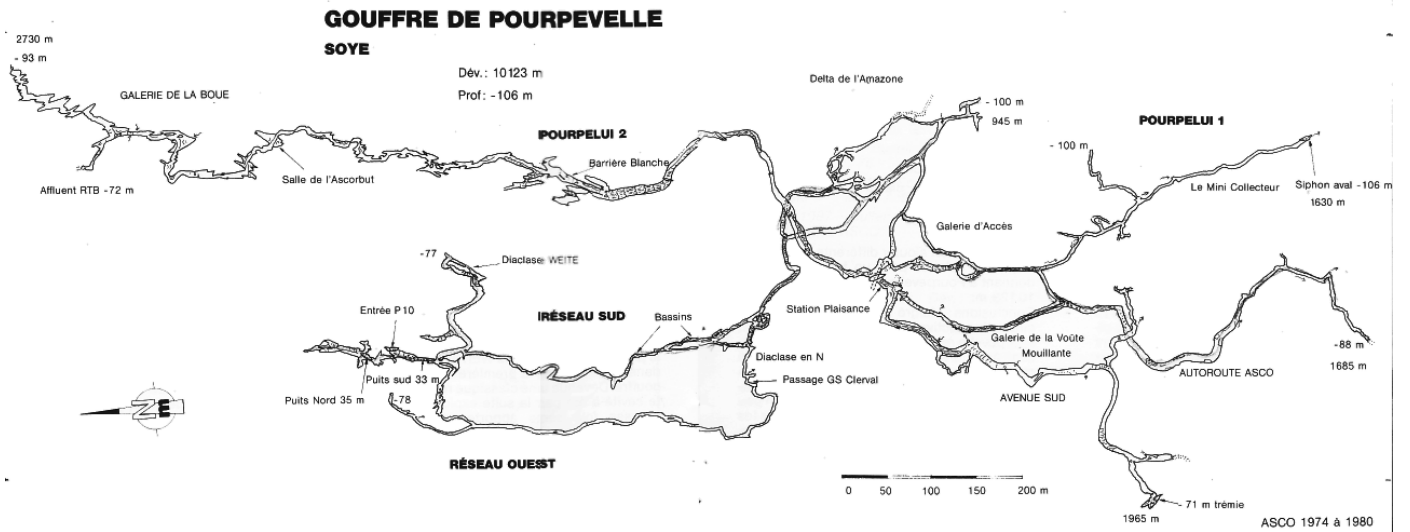 GOUFFRE DE POURPEVELLE
SOYE
Dév.: 10123 m
Prof: -106 m
2730 m
- 93 m
GALERIE DE LA BOUE
Affluent RTB -72 m
Salle de l'Ascorbut
POURPELUI 2
Barrière Blanche
Delta de l'Amazone
- 100 m
945 m
POURPELUI 1
- 100 m
Le Mini Collecteur
Siphon aval -106 m
1630 m
Galerie d'Accès
-77
Diaclase WEITE
Entrée P10
RÉSEAU SUD
Bassins
Station Plaisance
Galerie de la Voûte
Mouillante
Diaclase en N
Passage GS Clerval
Puits sud 33 m
Puits Nord 35 m
-78
AVENUE SUD
AUTOROUTE ASCO
-88 m
1685 m
RÉSEAU OUEST
0 50 100 150 200 m
- 71 m trémie
1965 m
ASCO 1974 à 1980